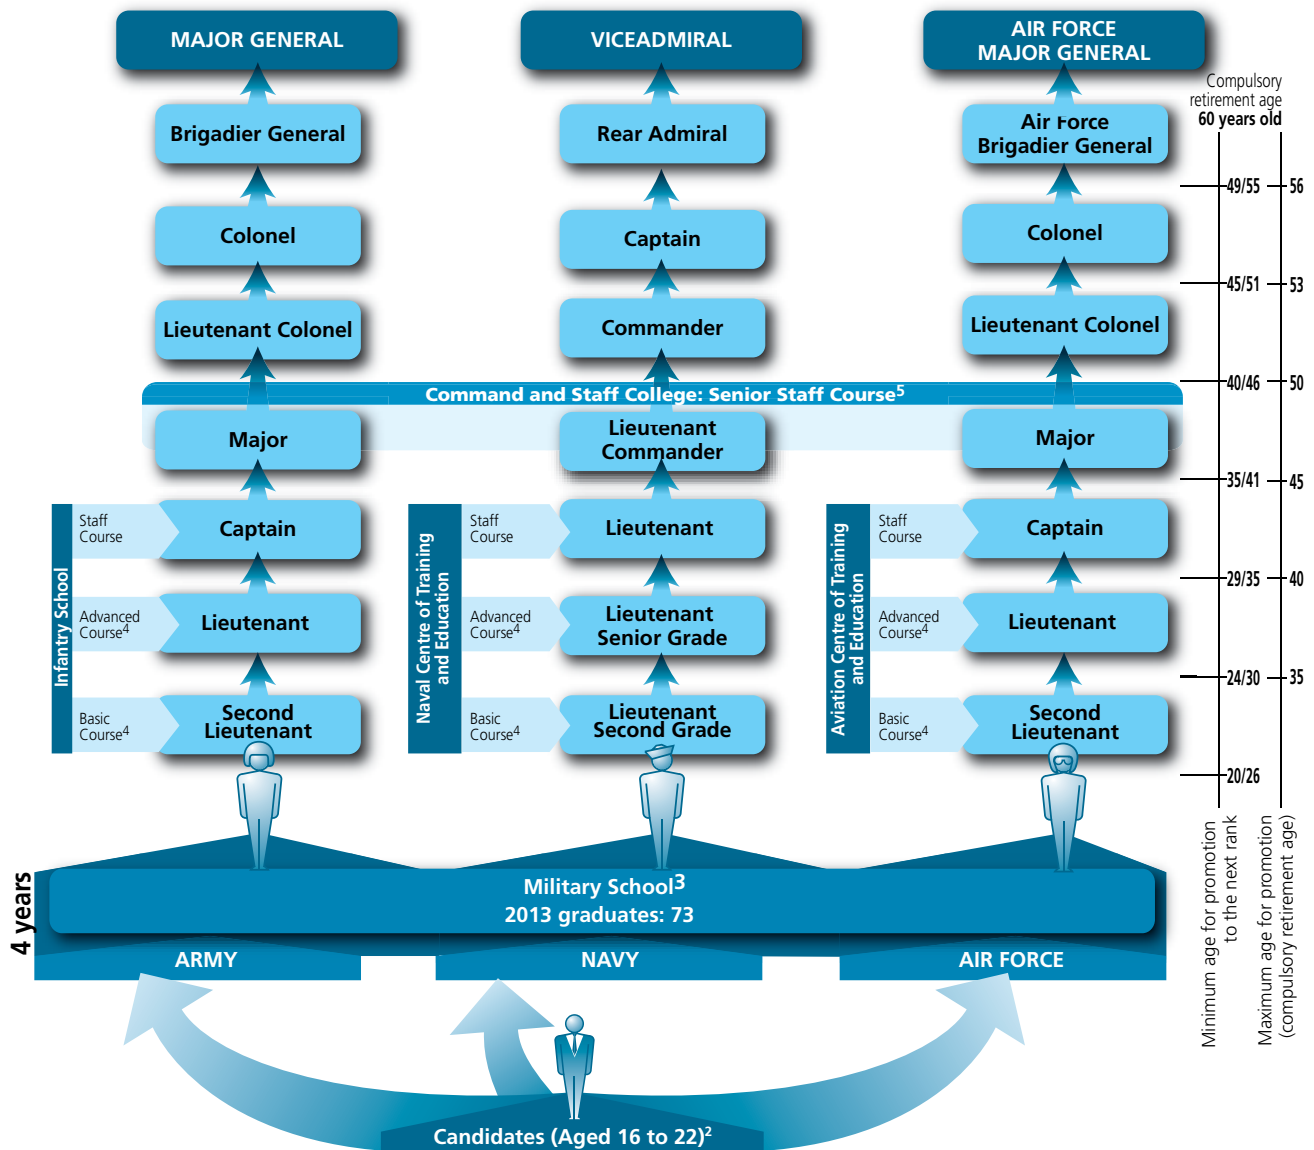 MAJOR GENERAL
VICEADMIRAL
AIR FORCE
MAJOR GENERAL
Compulsory
retirement age
60 years old
Brigadier General
Rear Admiral
Air Force
Brigadier General
49/55
56
Colonel
Captain
Colonel
45/51
53
Lieutenant Colonel
Commander
Lieutenant Colonel
40/46
50
Command and Staff College: Senior Staff Course⁵
Major
Lieutenant
Commander
Major
35/41
45
Infantry School
Staff
Course
Captain
Naval Centre of Training
and Education
Staff
Course
Lieutenant
Aviation Centre of Training
and Education
Staff
Course
Captain
29/35
40
Advanced
Course⁴
Lieutenant
Advanced
Course⁴
Lieutenant
Senior Grade
Advanced
Course⁴
Lieutenant
24/30
35
Basic
Course⁴
Second
Lieutenant
Basic
Course⁴
Lieutenant
Second Grade
Basic
Course⁴
Second
Lieutenant
20/26
Minimum age for promotion
to the next rank
Maximum age for promotion
(compulsory retirement age)
4 years
Military School³
2013 graduates: 73
ARMY
NAVY
AIR FORCE
Candidates (Aged 16 to 22)²